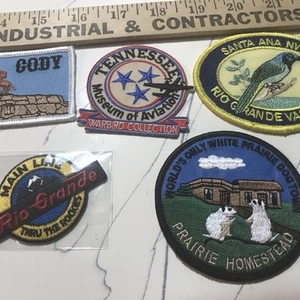 INDUSTRIAL & CONTRACTORS
CODY
TENNESSEE
Museum of Aviation
WARBIRD COLLECTION
SANTA ANA
RIO GRANDE VA
MAIN LINE
Rio Grande
THRU THE ROCKIES
WORLD'S ONLY WHITE PRAIRIE DOG TOWN
PRAIRIE HOMESTEAD